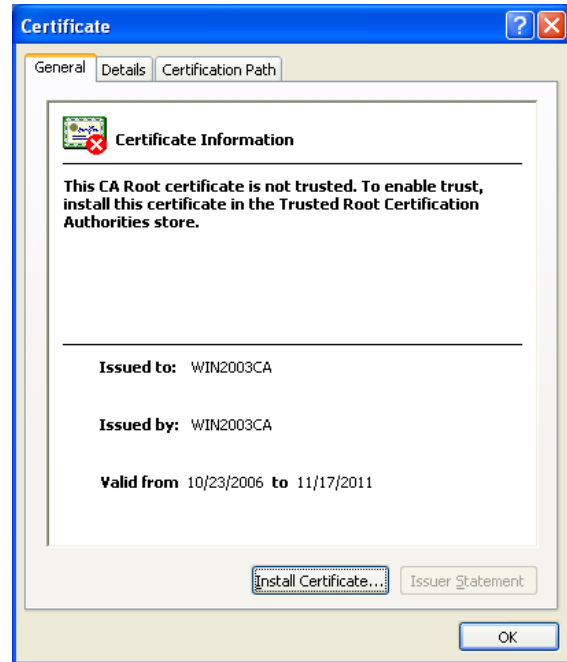 Certificate
General Details Certification Path
Certificate Information
This CA Root certificate is not trusted. To enable trust,
install this certificate in the Trusted Root Certification
Authorities store.
Issued to: WIN2003CA
Issued by: WIN2003CA
Valid from 10/23/2006 to 11/17/2011
Install Certificate... Issuer Statement
OK